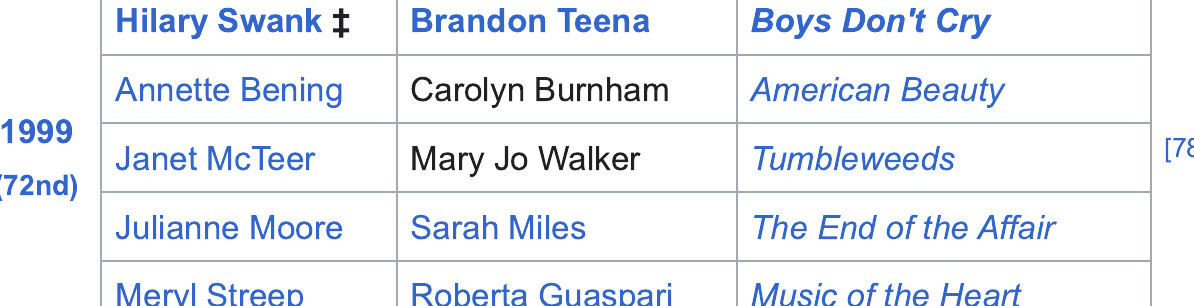 Hilary Swank ‡ Brandon Teena Boys Don't Cry
Annette Bening Carolyn Burnham American Beauty
1999
Janet McTeer Mary Jo Walker Tumbleweeds
[78
(72nd)
Julianne Moore Sarah Miles The End of the Affair
Meryl Streep Roberta Guaspari Music of the Heart